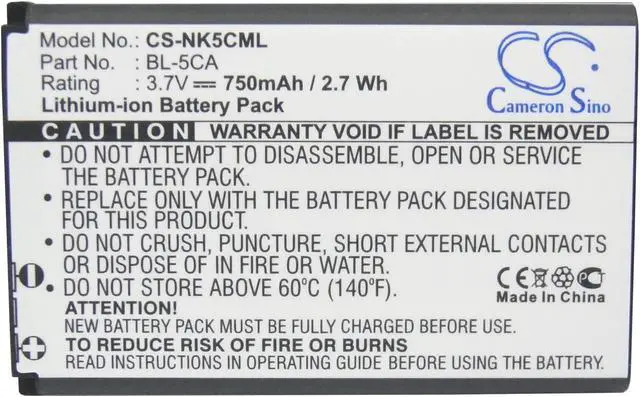 Model No.: CS-NK5CML
Part No.: BL-5CA
Rating : 3.7V 750mAh / 2.7 Wh
Lithium-ion Battery Pack
CS
Cameron Sino
CAUTION WARRANTY VOID IF LABEL IS REMOVED
• DO NOT ATTEMPT TO DISASSEMBLE, OPEN OR SERVICE
THE BATTERY PACK.
• REPLACE ONLY WITH THE BATTERY PACK DESIGNATED
FOR THIS EQUIPMENT.
• DO NOT CRUSH, PUNCTURE, SHORT EXTERNAL CONTACTS
OR DISPOSE OF IN FIRE OR WATER.
• DO NOT STORE ABOVE 60°C (140°F).
CE
Made In China
ATTENTION!
NEW BATTERY PACK MUST BE FULLY CHARGED BEFORE USE
TO REDUCE RISK OF FIRE OR BURNS
READ INSTRUCTIONS IN OPERATING GUIDE BEFORE USE